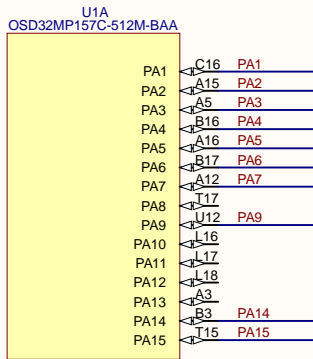 U1A
OSD32MP157C-512M-BAA
PA1 C16 PA1
PA2 A15 PA2
PA3 A5 PA3
PA4 B16 PA4
PA5 A16 PA5
PA6 B17 PA6
PA7 A12 PA7
PA8 T17
PA9 U12 PA9
PA10 L16
PA11 L17
PA12 L18
PA13 A3
PA14 B3 PA14
PA15 T15 PA15